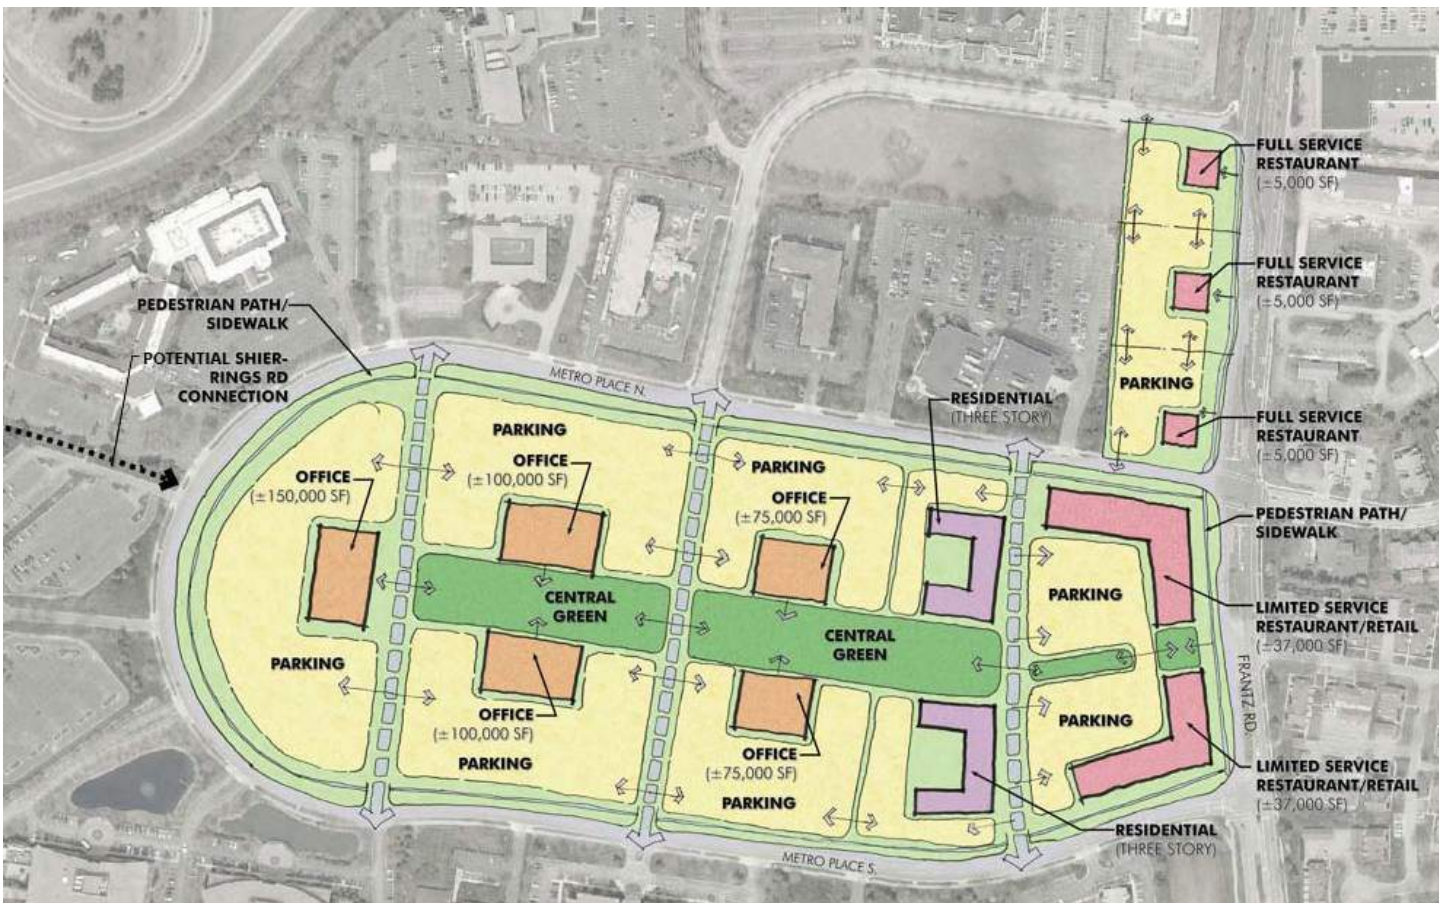 FULL SERVICE
RESTAURANT
(±5,000 SF)
FULL SERVICE
RESTAURANT
(±5,000 SF)
PEDESTRIAN PATH/
SIDEWALK
POTENTIAL SHIER-
RINGS RD
CONNECTION
METRO PLACE N.
PARKING
RESIDENTIAL
(THREE STORY)
FULL SERVICE
RESTAURANT
(±5,000 SF)
PARKING
OFFICE
(±150,000 SF)
OFFICE
(±100,000 SF)
PARKING
OFFICE
(±75,000 SF)
PEDESTRIAN PATH/
SIDEWALK
CENTRAL
GREEN
CENTRAL
GREEN
PARKING
LIMITED SERVICE
RESTAURANT/RETAIL
(±37,000 SF)
PARKING
FRANTZ RD.
OFFICE
(±100,000 SF)
PARKING
OFFICE
(±75,000 SF)
PARKING
PARKING
LIMITED SERVICE
RESTAURANT/RETAIL
(±37,000 SF)
RESIDENTIAL
(THREE STORY)
METRO PLACE S.